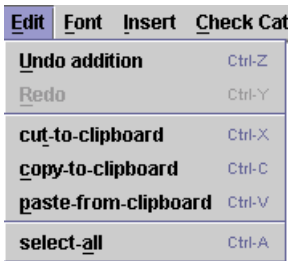 Edit Font Insert Check Cat
Undo addition Ctrl-Z
Redo Ctrl-Y
cut-to-clipboard Ctrl-X
copy-to-clipboard Ctrl-C
paste-from-clipboard Ctrl-V
select-all Ctrl-A